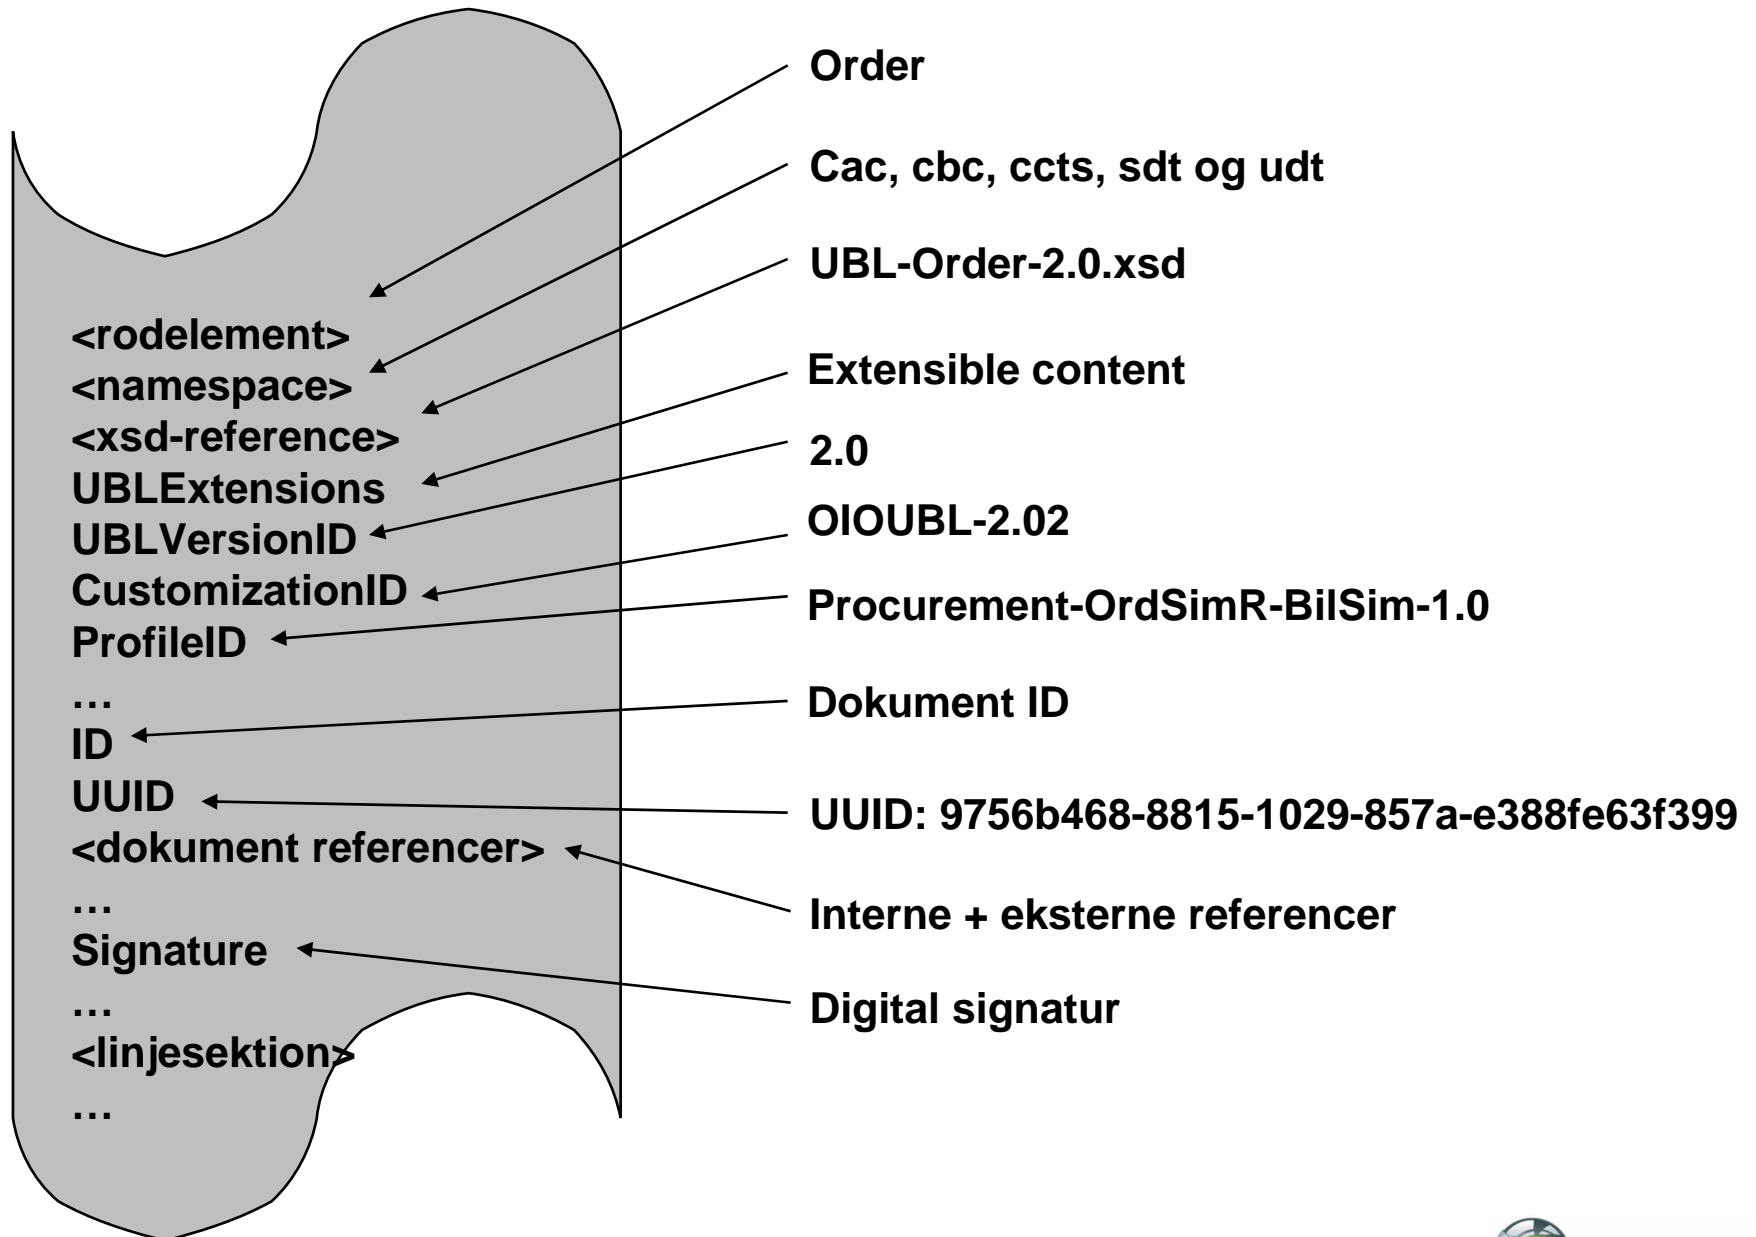 <rodelement>
<namespace>
<xsd-reference>
UBLExtensions
UBLVersionID
CustomizationID
ProfileID
…
ID
UUID
<dokument referencer>
…
Signature
…
<linjesektion>
…
Order
Cac, cbc, ccts, sdt og udt
UBL-Order-2.0.xsd
Extensible content
2.0
OIOUBL-2.02
Procurement-OrdSimR-BilSim-1.0
Dokument ID
UUID: 9756b468-8815-1029-857a-e388fe63f399
Interne + eksterne referencer
Digital signatur